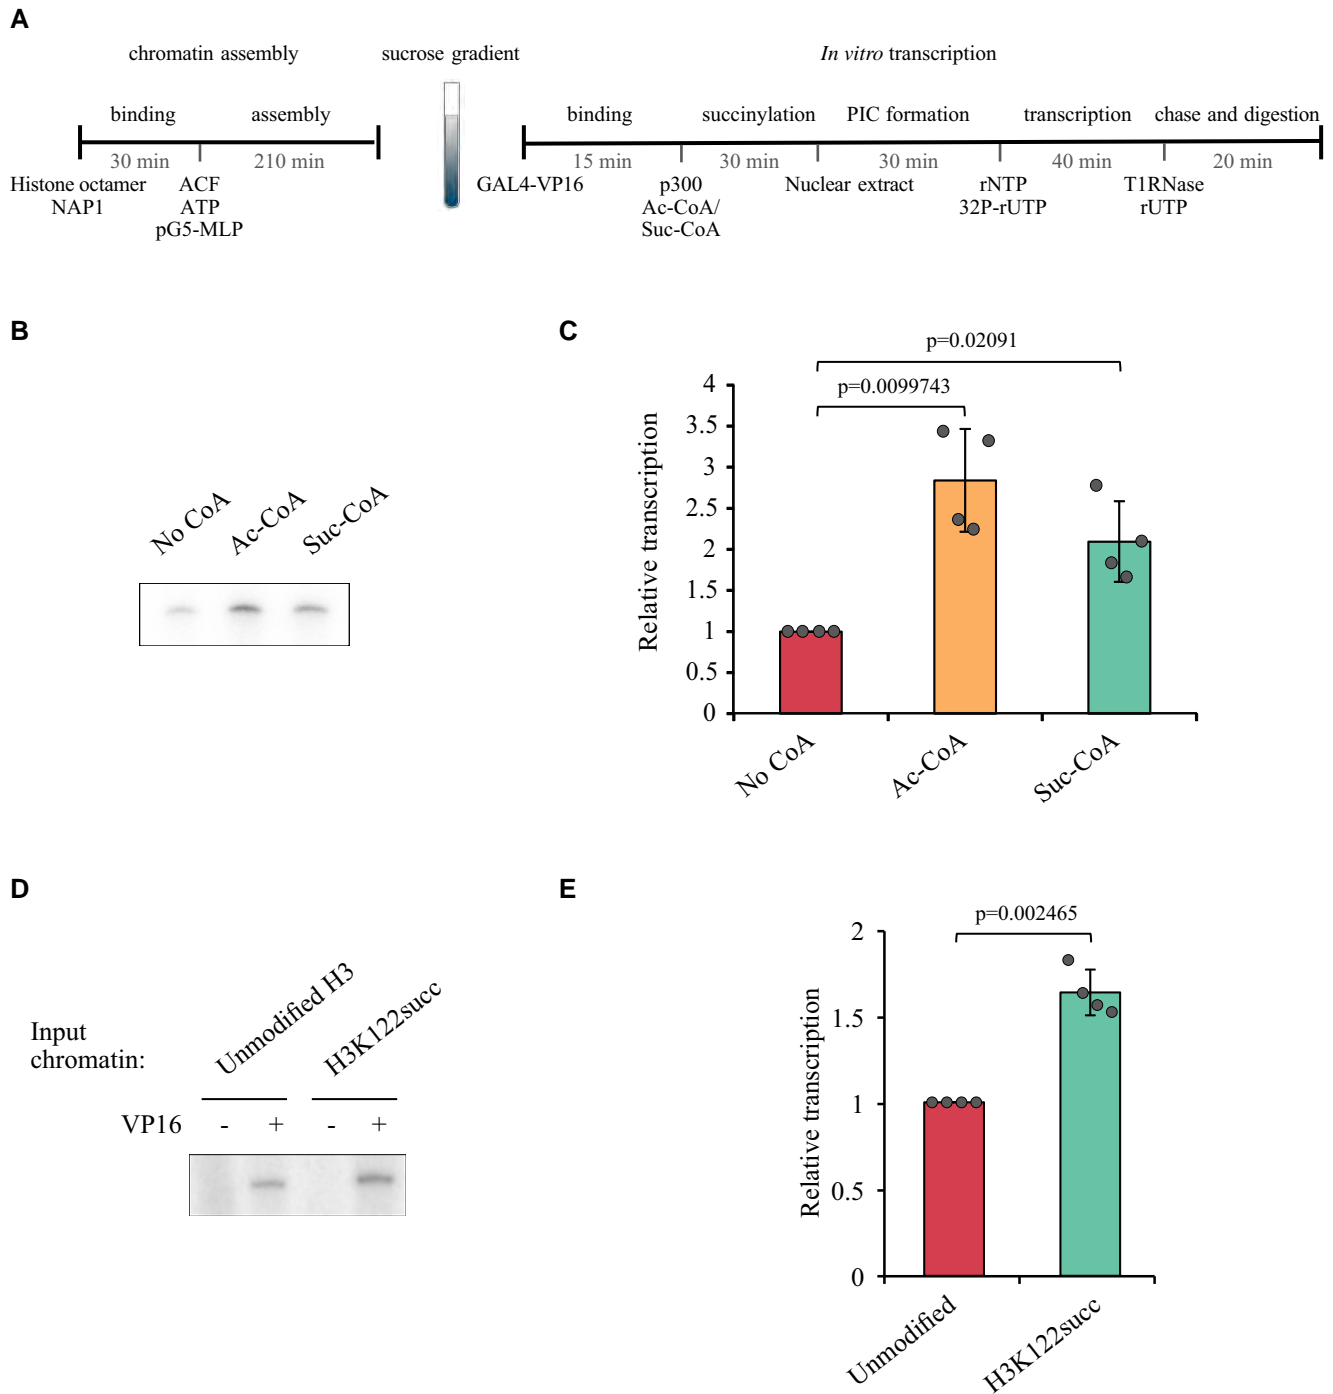 A
chromatin assembly
sucrose gradient
In vitro transcription
binding
assembly
binding
succinylation
PIC formation
transcription
chase and digestion
30 min
210 min
15 min
30 min
30 min
40 min
20 min
Histone octamer
NAP1
ACF
ATP
pG5-MLP
GAL4-VP16
p300
Ac-CoA/
Suc-CoA
Nuclear extract
rNTP
32P-rUTP
T1RNase
rUTP
B
No CoA
Ac-CoA
Suc-CoA
C
p=0.02091
p=0.0099743
Relative transcription
4
3.5
3
2.5
2
1.5
1
0.5
0
No CoA
Ac-CoA
Suc-CoA
D
Input
chromatin:
Unmodified H3
H3K122succ
VP16
-
+
-
+
E
p=0.002465
Relative transcription
2
1.5
1
0.5
0
Unmodified
H3K122succ